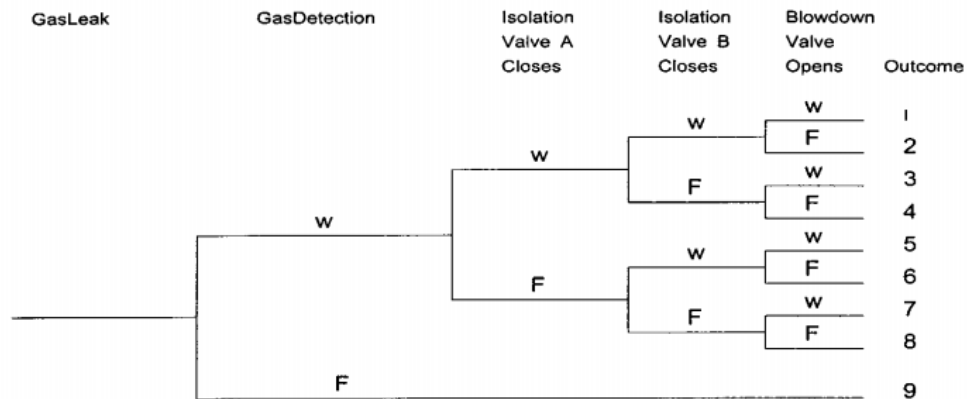 GasLeak GasDetection Isolation Valve A Closes Isolation Valve B Closes Blowdown Valve Opens Outcome
W 1
W F 2
W W 3
F F 4
W
W 5
W F 6
F W 7
F F 8
F 9